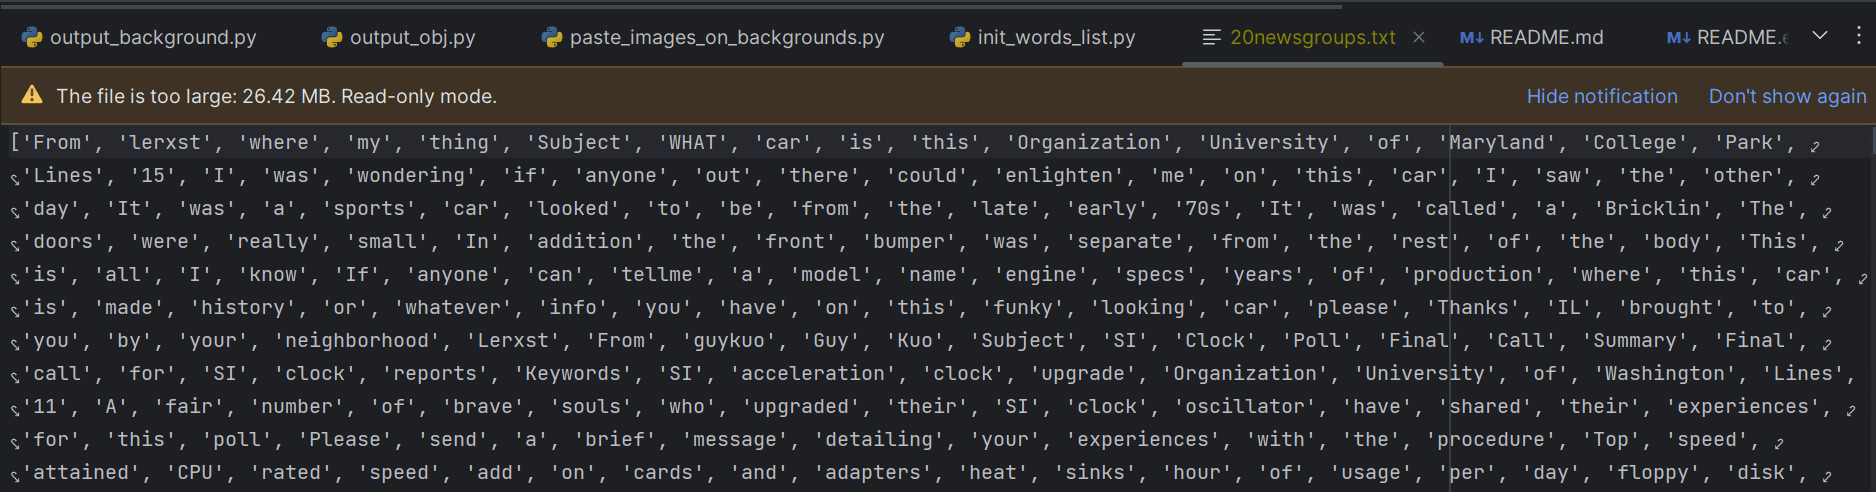 output_background.py output_obj.py paste_images_on_backgrounds.py init_words_list.py 20newsgroups.txt M↓ README.md M↓ README.
The file is too large: 26.42 MB. Read-only mode. Hide notification Don't show again
['From', 'lerxst', 'where', 'my', 'thing', 'Subject', 'WHAT', 'car', 'is', 'this', 'Organization', 'University', 'of', 'Maryland', 'College', 'Park',
'Lines', '15', 'I', 'was', 'wondering', 'if', 'anyone', 'out', 'there', 'could', 'enlighten', 'me', 'on', 'this', 'car', 'I', 'saw', 'the', 'other',
'day', 'It', 'was', 'a', 'sports', 'car', 'looked', 'to', 'be', 'from', 'the', 'late', 'early', '70s', 'It', 'was', 'called', 'a', 'Bricklin', 'The',
'doors', 'were', 'really', 'small', 'In', 'addition', 'the', 'front', 'bumper', 'was', 'separate', 'from', 'the', 'rest', 'of', 'the', 'body', 'This',
'is', 'all', 'I', 'know', 'If', 'anyone', 'can', 'tellme', 'a', 'model', 'name', 'engine', 'specs', 'years', 'of', 'production', 'where', 'this', 'car',
'is', 'made', 'history', 'or', 'whatever', 'info', 'you', 'have', 'on', 'this', 'funky', 'looking', 'car', 'please', 'Thanks', 'IL', 'brought', 'to',
'you', 'by', 'your', 'neighborhood', 'Lerxst', 'From', 'guykuo', 'Guy', 'Kuo', 'Subject', 'SI', 'Clock', 'Poll', 'Final', 'Call', 'Summary', 'Final',
'call', 'for', 'SI', 'clock', 'reports', 'Keywords', 'SI', 'acceleration', 'clock', 'upgrade', 'Organization', 'University', 'of', 'Washington', 'Lines',
'11', 'A', 'fair', 'number', 'of', 'brave', 'souls', 'who', 'upgraded', 'their', 'SI', 'clock', 'oscillator', 'have', 'shared', 'their', 'experiences',
'for', 'this', 'poll', 'Please', 'send', 'a', 'brief', 'message', 'detailing', 'your', 'experiences', 'with', 'the', 'procedure', 'Top', 'speed',
'attained', 'CPU', 'rated', 'speed', 'add', 'on', 'cards', 'and', 'adapters', 'heat', 'sinks', 'hour', 'of', 'usage', 'per', 'day', 'floppy', 'disk',